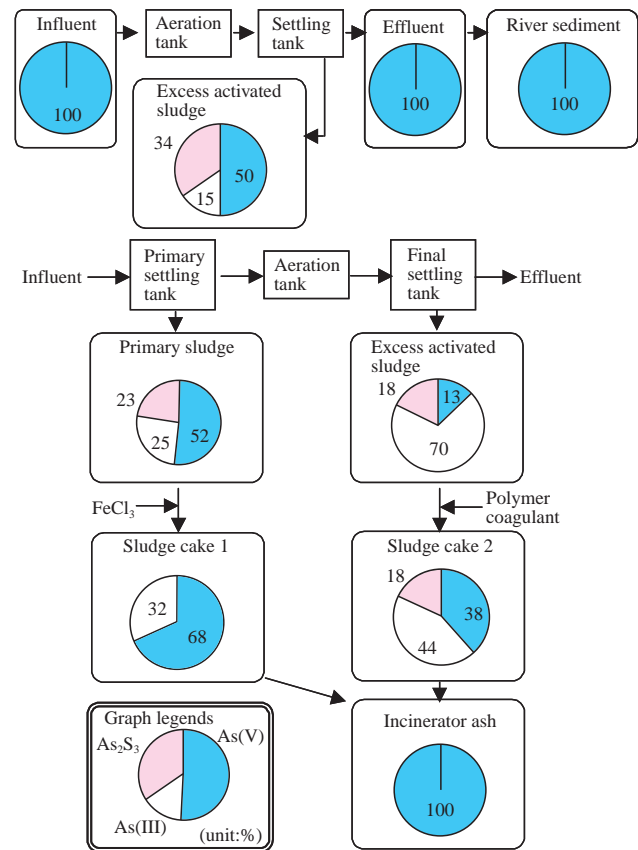 Influent
Aeration
tank
Settling
tank
Effluent
River sediment
100
100
100
Excess activated
sludge
34
50
15
Influent
Primary
settling
tank
Aeration
tank
Final
settling
tank
Effluent
Primary sludge
23
25
52
Excess activated
sludge
18
13
70
FeCl₃
Polymer
coagulant
Sludge cake 1
32
68
Sludge cake 2
18
38
44
Graph legends
As₂S₃
As(V)
As(III)
(unit:%)
Incinerator ash
100